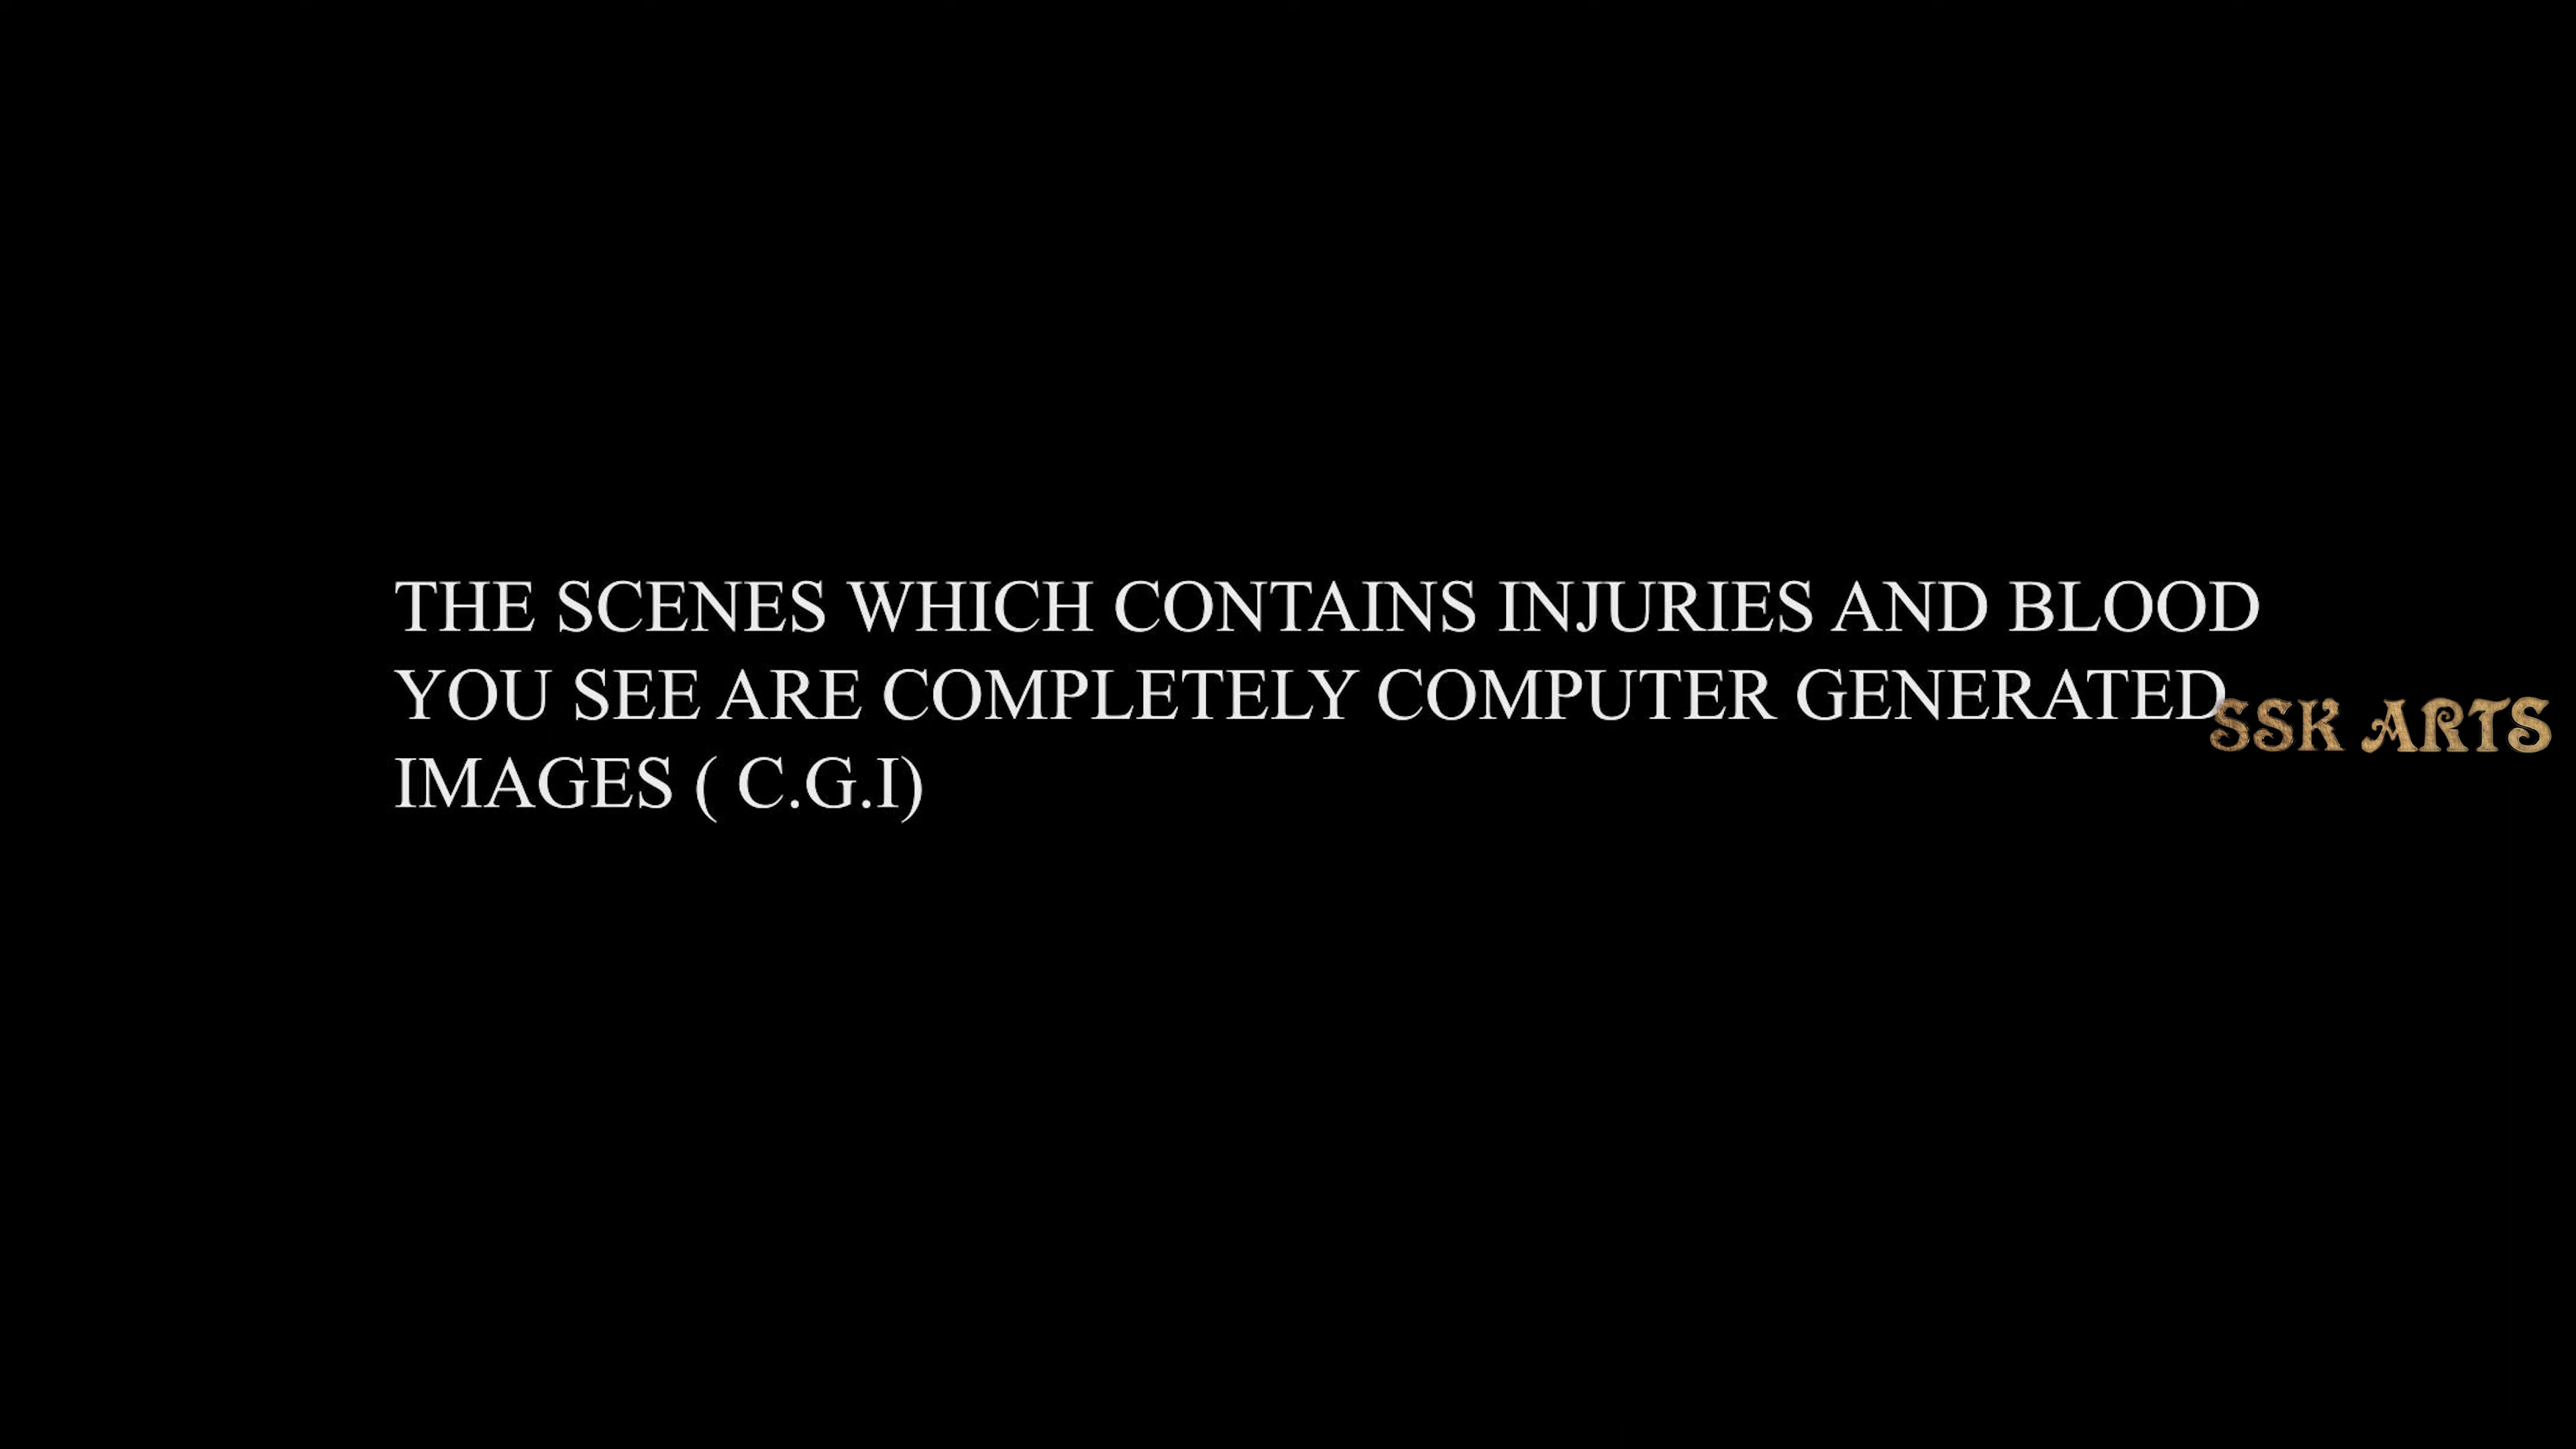 THE SCENES WHICH CONTAINS INJURIES AND BLOOD
YOU SEE ARE COMPLETELY COMPUTER GENERATED
IMAGES ( C.G.I)
SSK ARTS